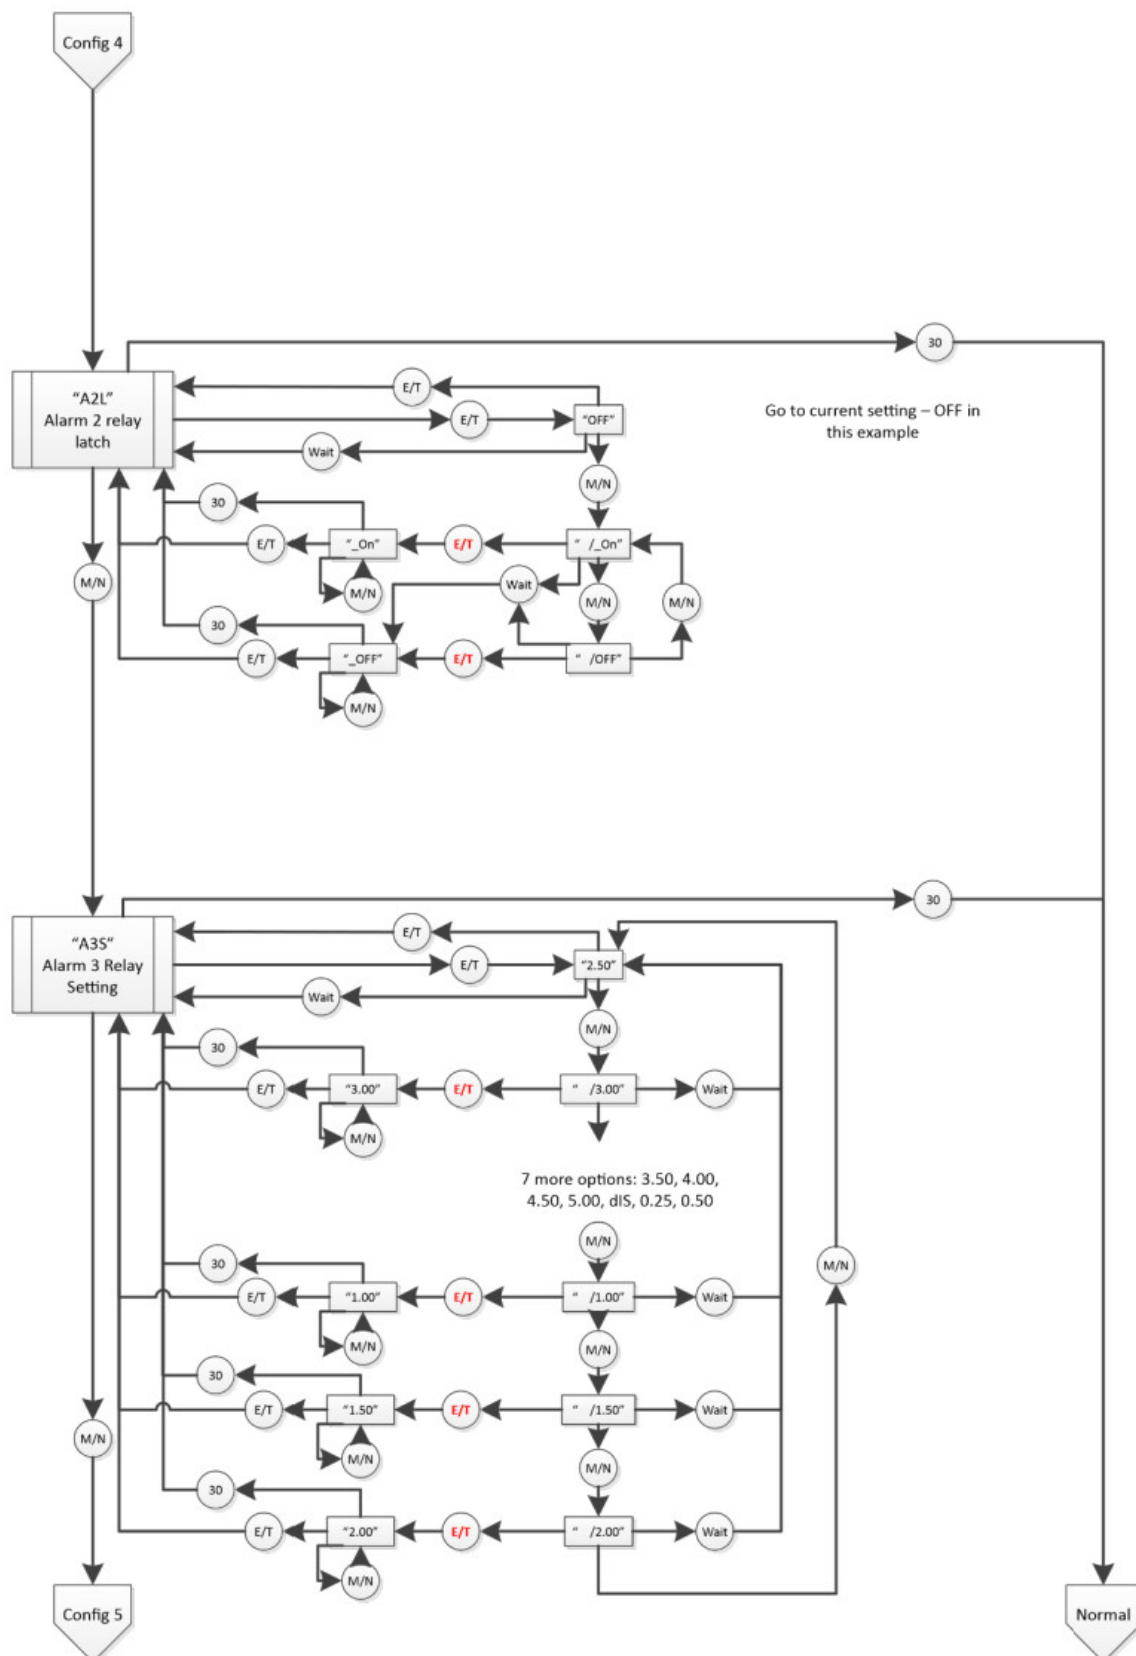 Config 4
30
“A2L”
Alarm 2 relay
latch
E/T
E/T
“OFF”
Go to current setting – OFF in
this example
Wait
M/N
30
E/T
“_On”
E/T
“ /_On”
M/N
M/N
Wait
M/N
M/N
30
E/T
“_OFF”
E/T
“ /OFF”
M/N
30
“A3S”
Alarm 3 Relay
Setting
E/T
E/T
“2.50”
Wait
M/N
30
E/T
“3.00”
E/T
“ /3.00”
Wait
M/N
7 more options: 3.50, 4.00,
4.50, 5.00, dIS, 0.25, 0.50
M/N
30
M/N
E/T
“1.00”
E/T
“ /1.00”
Wait
M/N
M/N
30
E/T
“1.50”
E/T
“ /1.50”
Wait
M/N
M/N
M/N
30
E/T
“2.00”
E/T
“ /2.00”
Wait
M/N
Config 5
Normal